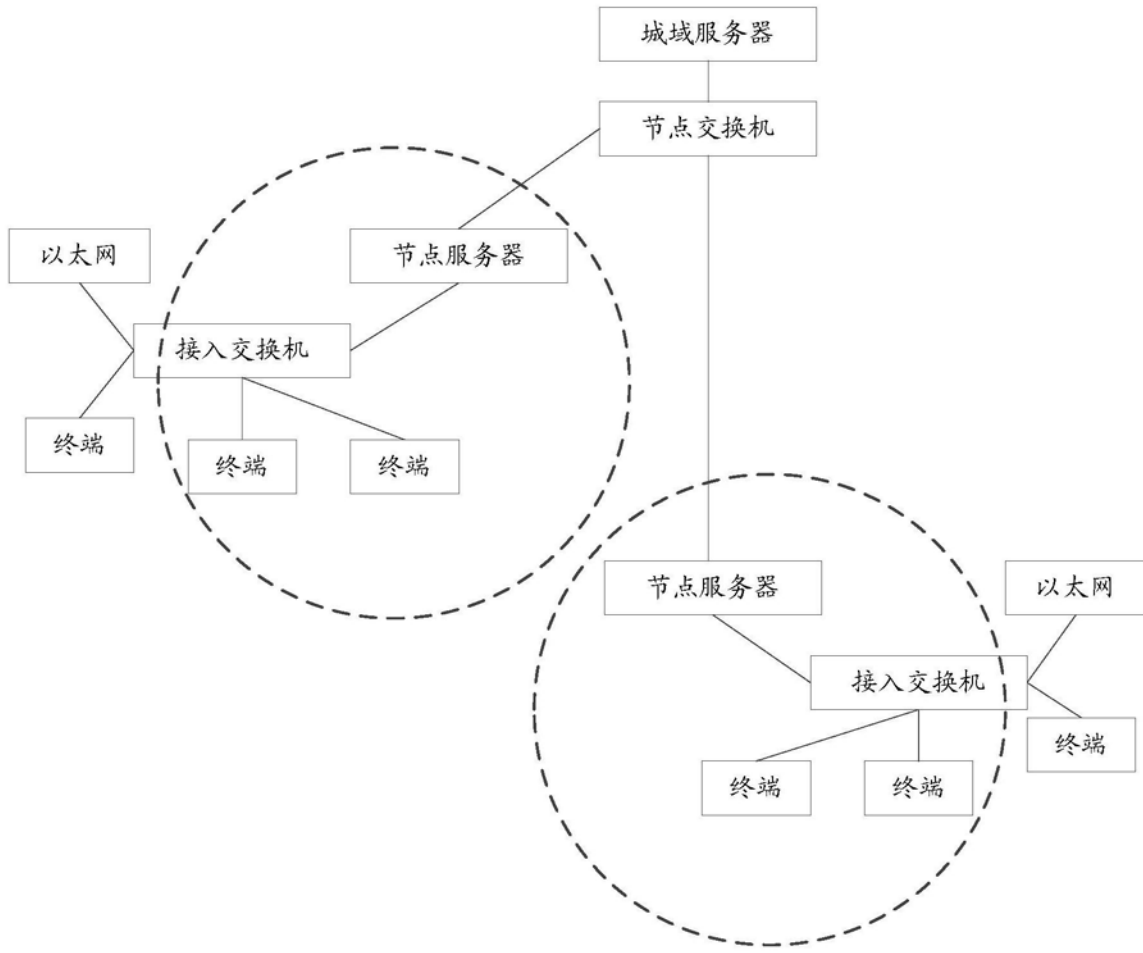 城域服务器
节点交换机
以太网
节点服务器
接入交换机
终端
终端
终端
节点服务器
以太网
接入交换机
终端
终端
终端